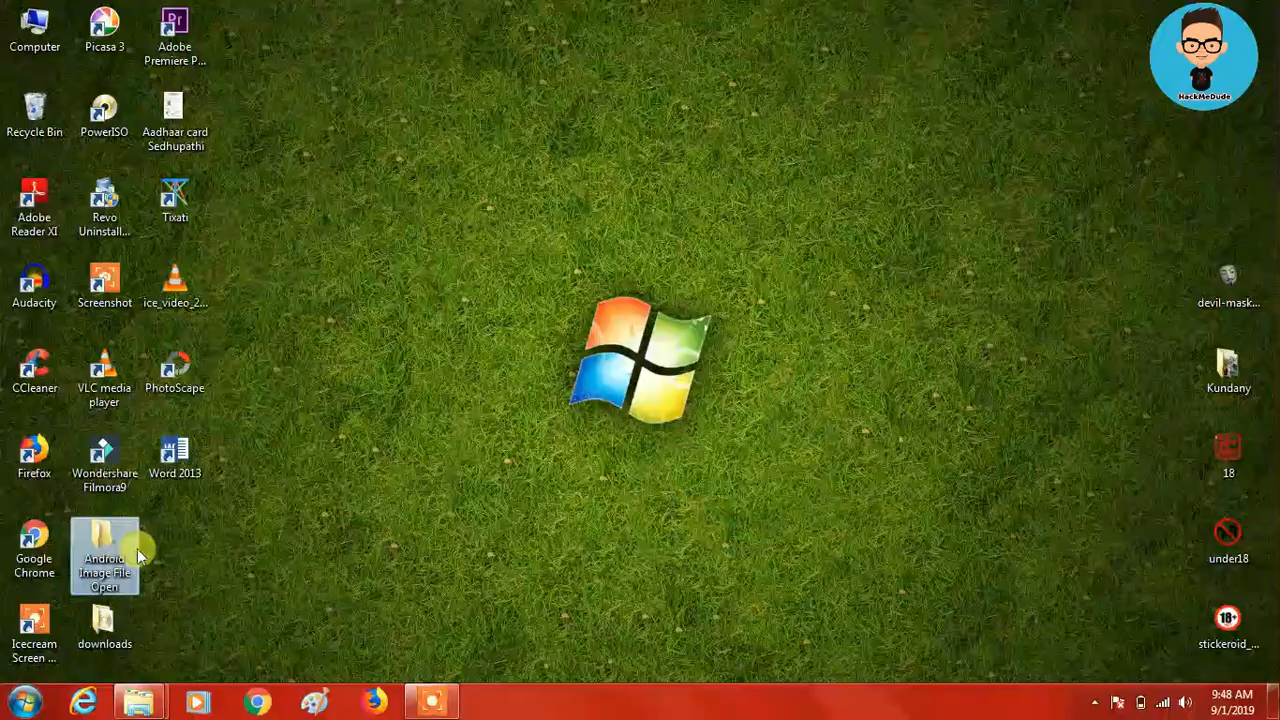 Computer
Picasa 3
Adobe
Premiere P...
HackMeDude
Recycle Bin
PowerISO
Aadhaar card
Sedhupathi
Adobe
Reader XI
Revo
Uninstall...
Tixati
Audacity
Screenshot
ice_video_2...
devil-mask...
CCleaner
VLC media
player
PhotoScape
Kundany
Firefox
Wondershare
Filmora9
Word 2013
18
Google
Chrome
Android
Image File
Open
under18
Icecream
Screen ...
downloads
18+
stickeroid_...
9:48 AM
9/1/2019